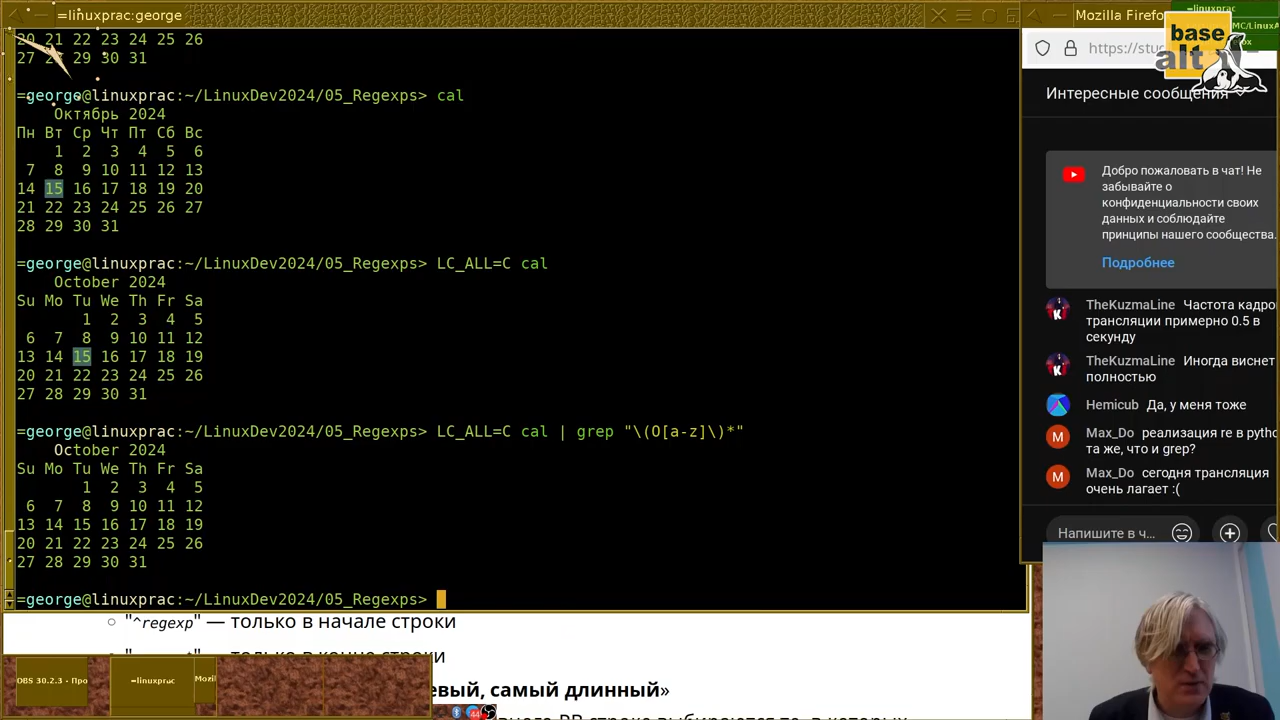 =linuxprac:george
20 21 22 23 24 25 26
27 28 29 30 31
=george@linuxprac:~/LinuxDev2024/05_Regexps> cal
Октябрь 2024
Пн Вт Ср Чт Пт Сб Вс
1 2 3 4 5 6
7 8 9 10 11 12 13
14 15 16 17 18 19 20
21 22 23 24 25 26 27
28 29 30 31
=george@linuxprac:~/LinuxDev2024/05_Regexps> LC_ALL=C cal
October 2024
Su Mo Tu We Th Fr Sa
1 2 3 4 5
6 7 8 9 10 11 12
13 14 15 16 17 18 19
20 21 22 23 24 25 26
27 28 29 30 31
=george@linuxprac:~/LinuxDev2024/05_Regexps> LC_ALL=C cal | grep "\(O[a-z]\)*"
October 2024
Su Mo Tu We Th Fr Sa
1 2 3 4 5
6 7 8 9 10 11 12
13 14 15 16 17 18 19
20 21 22 23 24 25 26
27 28 29 30 31
=george@linuxprac:~/LinuxDev2024/05_Regexps>
"^regexp" — только в начале строки
только в конце строки
евый, самый длинный»
OBS 30.2.3 - Про
=linuxprac
Mozil
Mozilla Firefo
=linuxprac
base
alt
https://stu
Интересные сообщения
Добро пожаловать в чат! Не
забывайте о
конфиденциальности своих
данных и соблюдайте
принципы нашего сообщества.
Подробнее
TheKuzmaLine Частота кадро
трансляции примерно 0.5 в
секунду
TheKuzmaLine Иногда виснет
полностью
Hemicub Да, у меня тоже
Max_Do реализация re в pytho
та же, что и grep?
Max_Do сегодня трансляция
очень лагает :(
Напишите в ч...